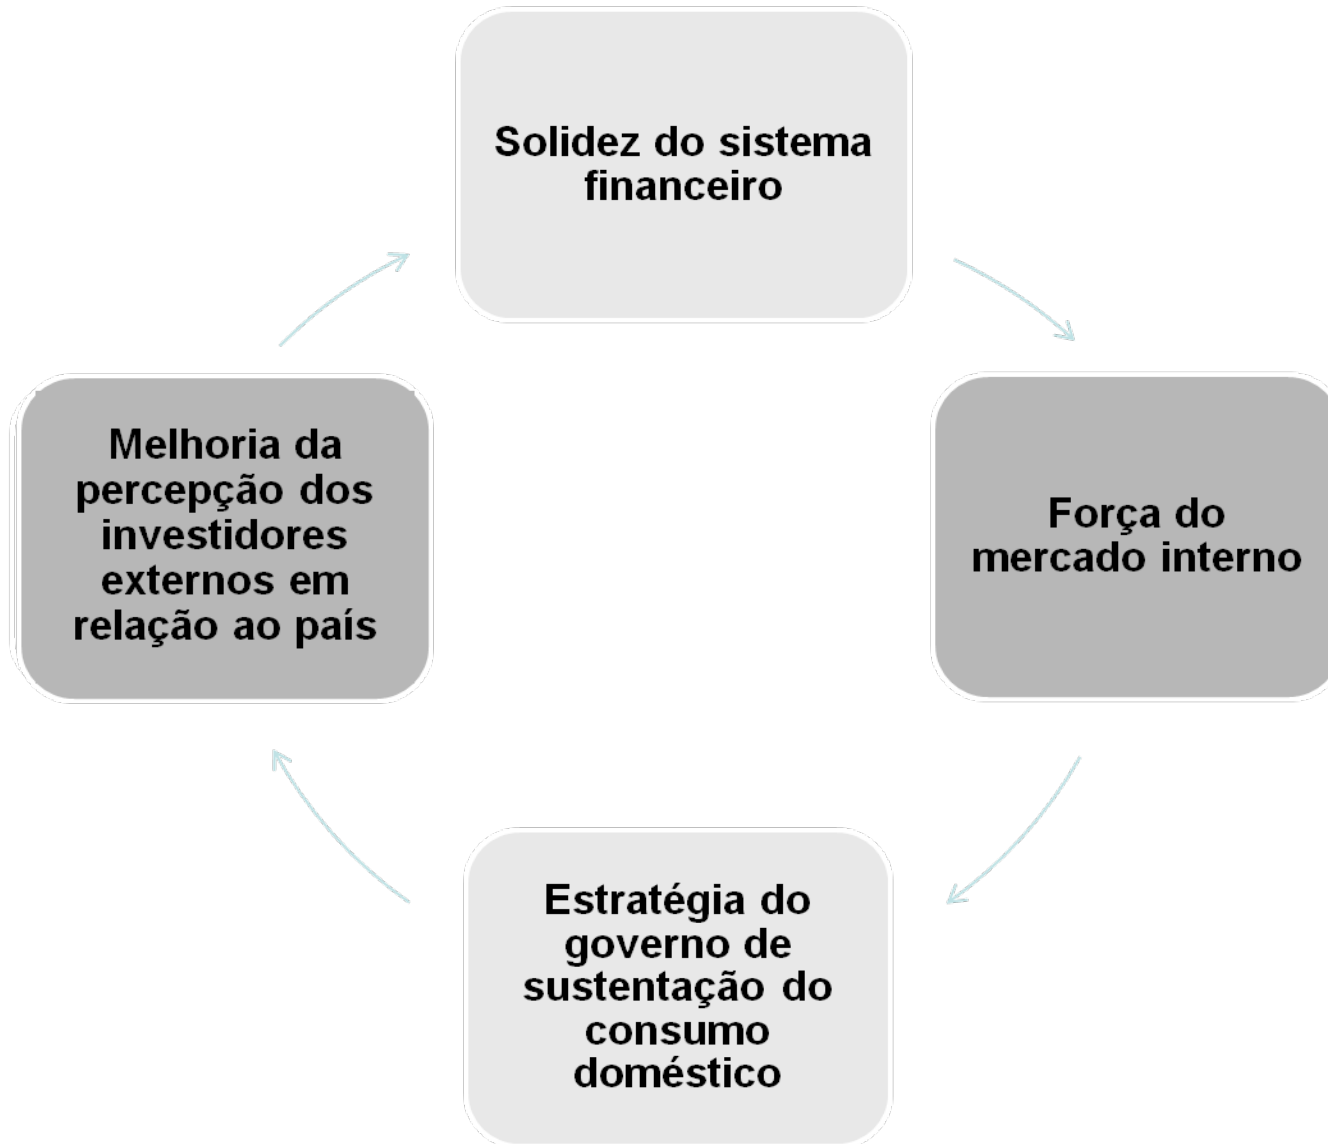 Solidez do sistema
financeiro
Força do
mercado interno
Estratégia do
governo de
sustentação do
consumo
doméstico
Melhoria da
percepção dos
investidores
externos em
relação ao país